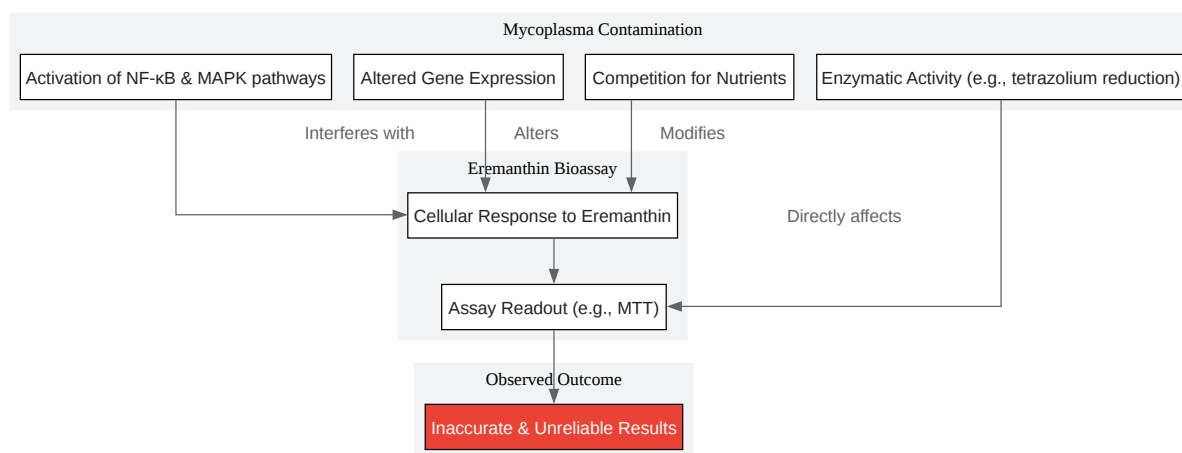 Mycoplasma Contamination
Activation of NF-κB & MAPK pathways
Altered Gene Expression
Competition for Nutrients
Enzymatic Activity (e.g., tetrazolium reduction)
Interferes with
Alters
Modifies
Eremanthin Bioassay
Cellular Response to Eremanthin
Directly affects
Assay Readout (e.g., MTT)
Observed Outcome
Inaccurate & Unreliable Results